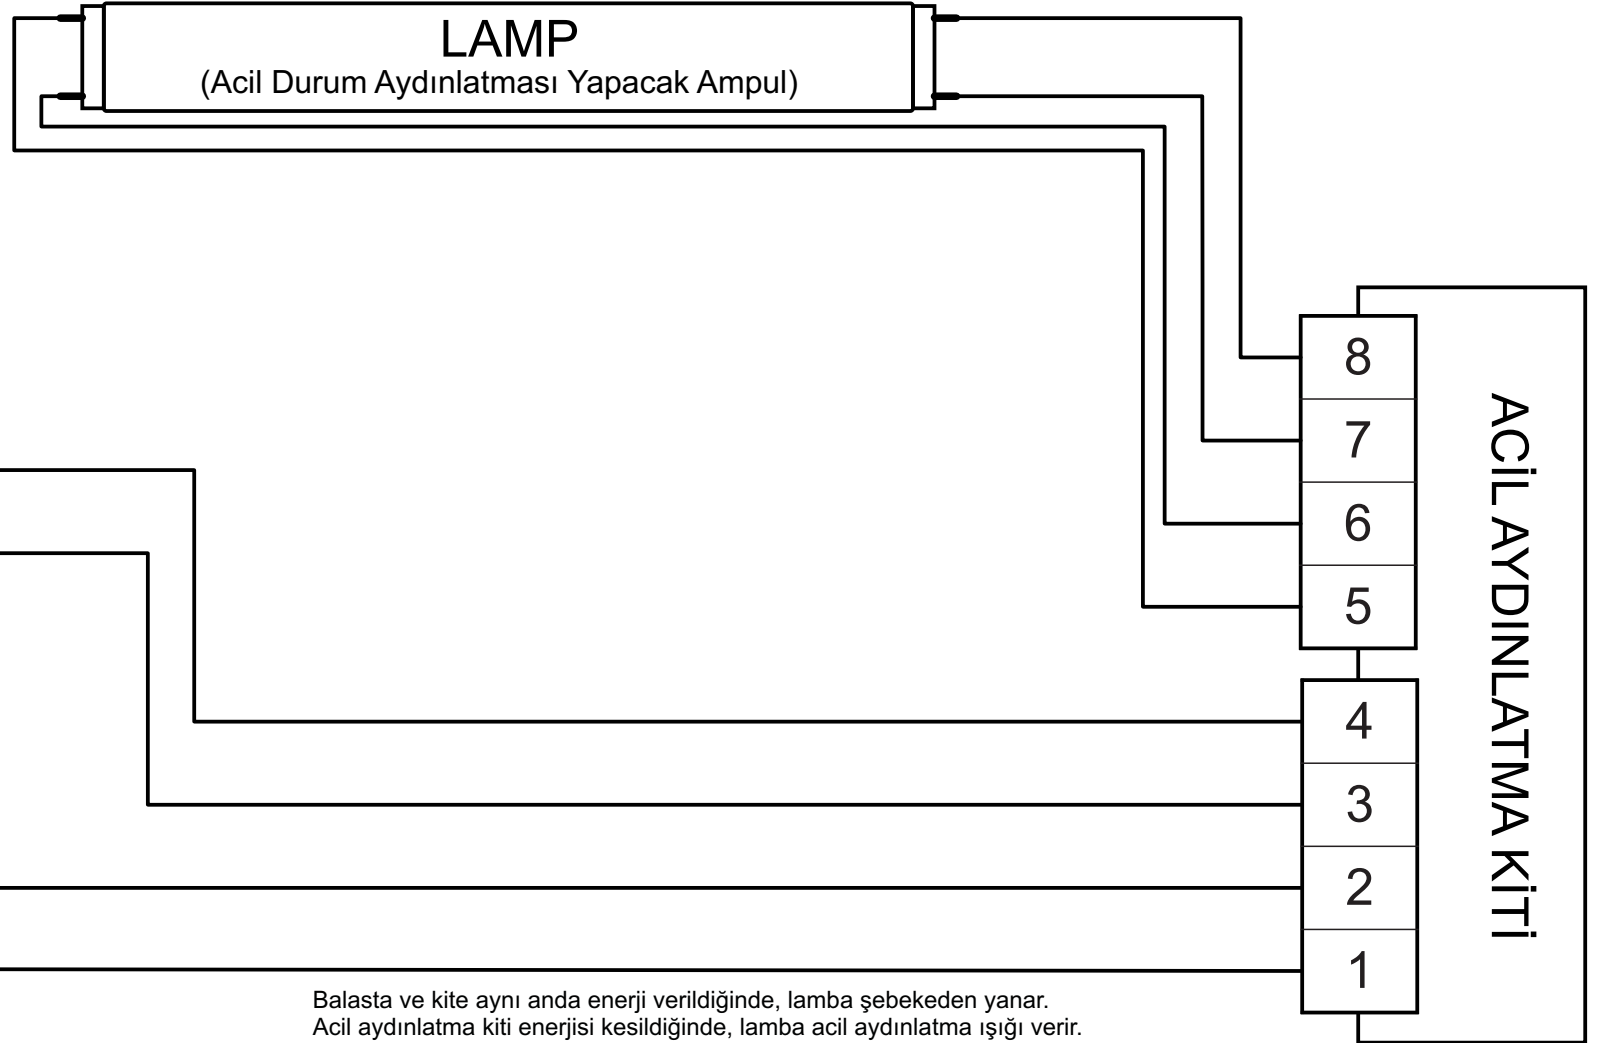 LAMP
(Acil Durum Aydınlatması Yapacak Ampul)
8
7
6
5
4
3
2
1
ACİL AYDINLATMA KİTİ
Balasta ve kite aynı anda enerji verildiğinde, lamba şebekeden yanar.
Acil aydınlatma kiti enerjisi kesildiğinde, lamba acil aydınlatma ışığı verir.